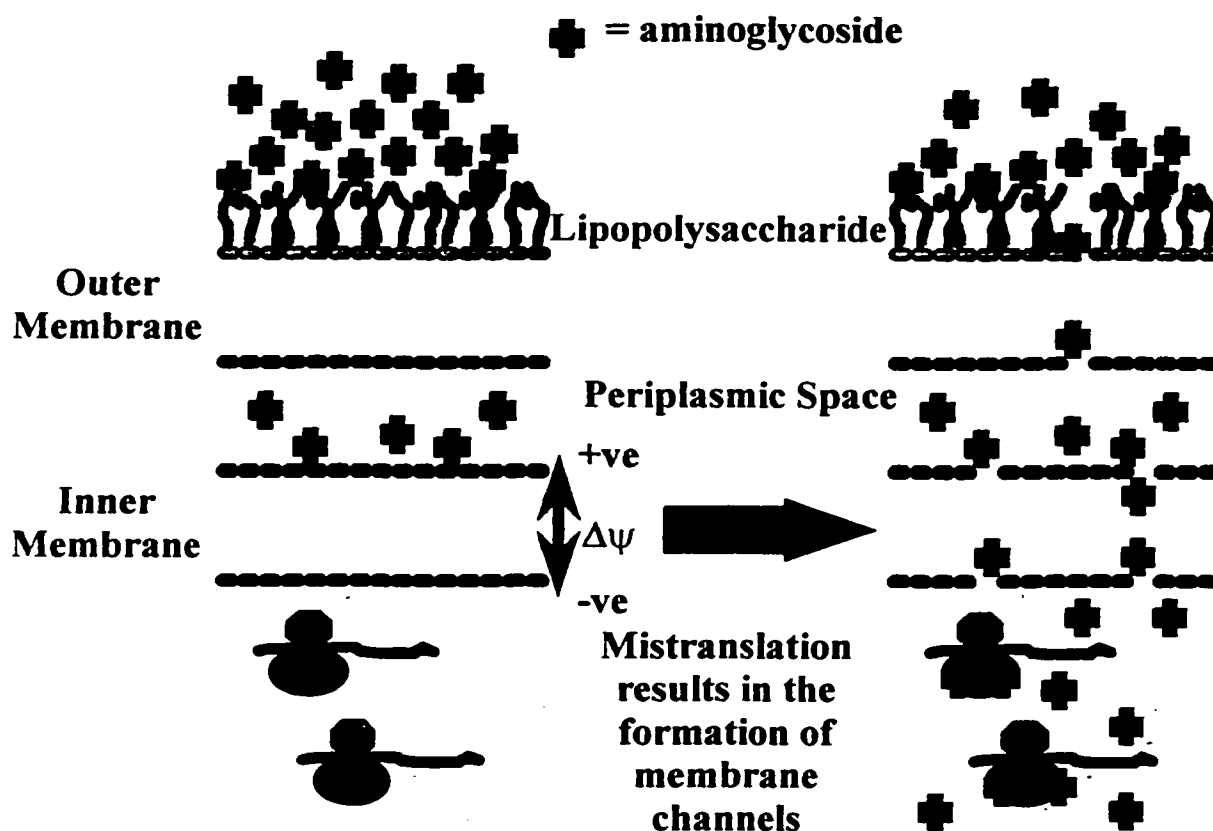 = aminoglycoside
Lipopolysaccharide
Outer
Membrane
Periplasmic Space
+ve
Inner
Membrane
Δψ
-ve
Mistranslation
results in the
formation of
membrane
channels